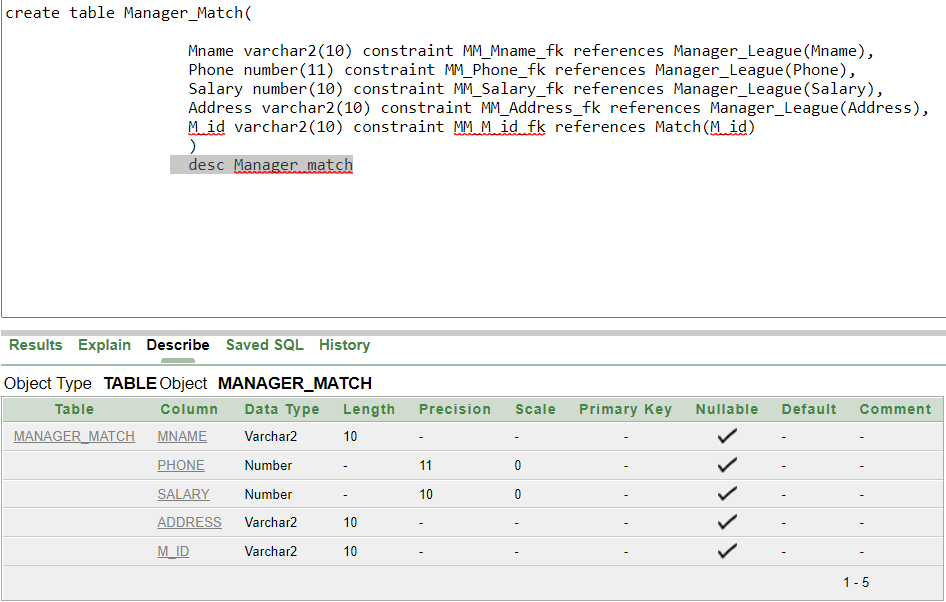 create table Manager_Match(
Mname varchar2(10) constraint MM_Mname_fk references Manager_League(Mname),
Phone number(11) constraint MM_Phone_fk references Manager_League(Phone),
Salary number(10) constraint MM_Salary_fk references Manager_League(Salary),
Address varchar2(10) constraint MM_Address_fk references Manager_League(Address),
M_id varchar2(10) constraint MM_M_id_fk references Match(M_id)
)
desc Manager_match
Results Explain Describe Saved SQL History
Object Type TABLE Object MANAGER_MATCH
Table Column Data Type Length Precision Scale Primary Key Nullable Default Comment
MANAGER_MATCH MNAME Varchar2 10 - - - ✓ - -
PHONE Number - 11 0 - ✓ - -
SALARY Number - 10 0 - ✓ - -
ADDRESS Varchar2 10 - - - ✓ - -
M_ID Varchar2 10 - - - ✓ - -
1 - 5